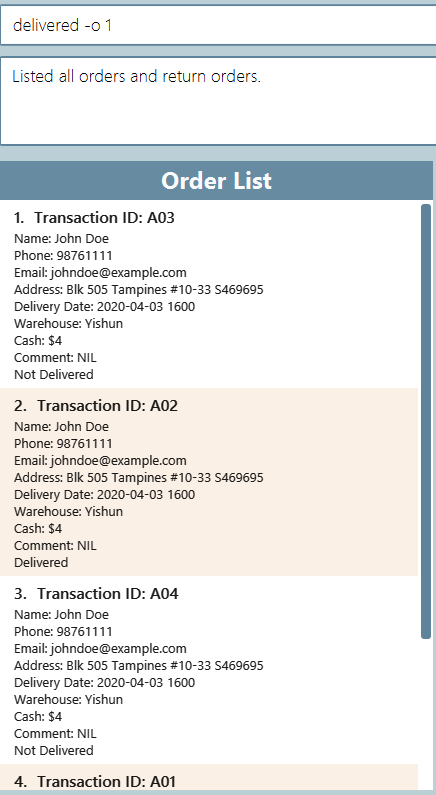 delivered -o 1
Listed all orders and return orders.
Order List
1. Transaction ID: A03
Name: John Doe
Phone: 98761111
Email: johndoe@example.com
Address: Blk 505 Tampines #10-33 S469695
Delivery Date: 2020-04-03 1600
Warehouse: Yishun
Cash: $4
Comment: NIL
Not Delivered
2. Transaction ID: A02
Name: John Doe
Phone: 98761111
Email: johndoe@example.com
Address: Blk 505 Tampines #10-33 S469695
Delivery Date: 2020-04-03 1600
Warehouse: Yishun
Cash: $4
Comment: NIL
Delivered
3. Transaction ID: A04
Name: John Doe
Phone: 98761111
Email: johndoe@example.com
Address: Blk 505 Tampines #10-33 S469695
Delivery Date: 2020-04-03 1600
Warehouse: Yishun
Cash: $4
Comment: NIL
Not Delivered
4. Transaction ID: A01